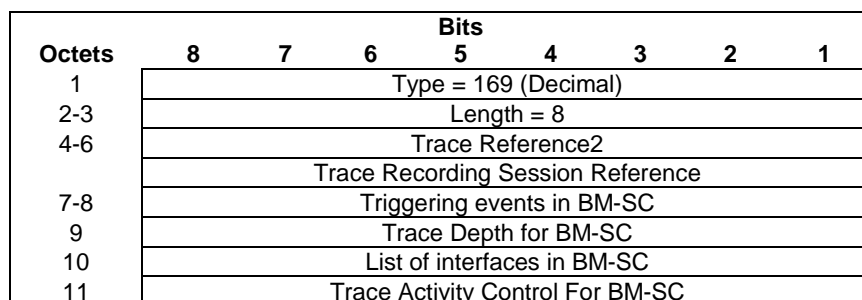 Bits
Octets 8 7 6 5 4 3 2 1
1 Type = 169 (Decimal)
2-3 Length = 8
4-6 Trace Reference2
Trace Recording Session Reference
7-8 Triggering events in BM-SC
9 Trace Depth for BM-SC
10 List of interfaces in BM-SC
11 Trace Activity Control For BM-SC